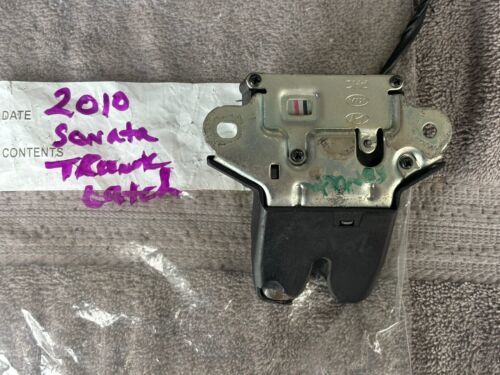 DATE
2010
Sonata
CONTENTS
Trunk
Latch